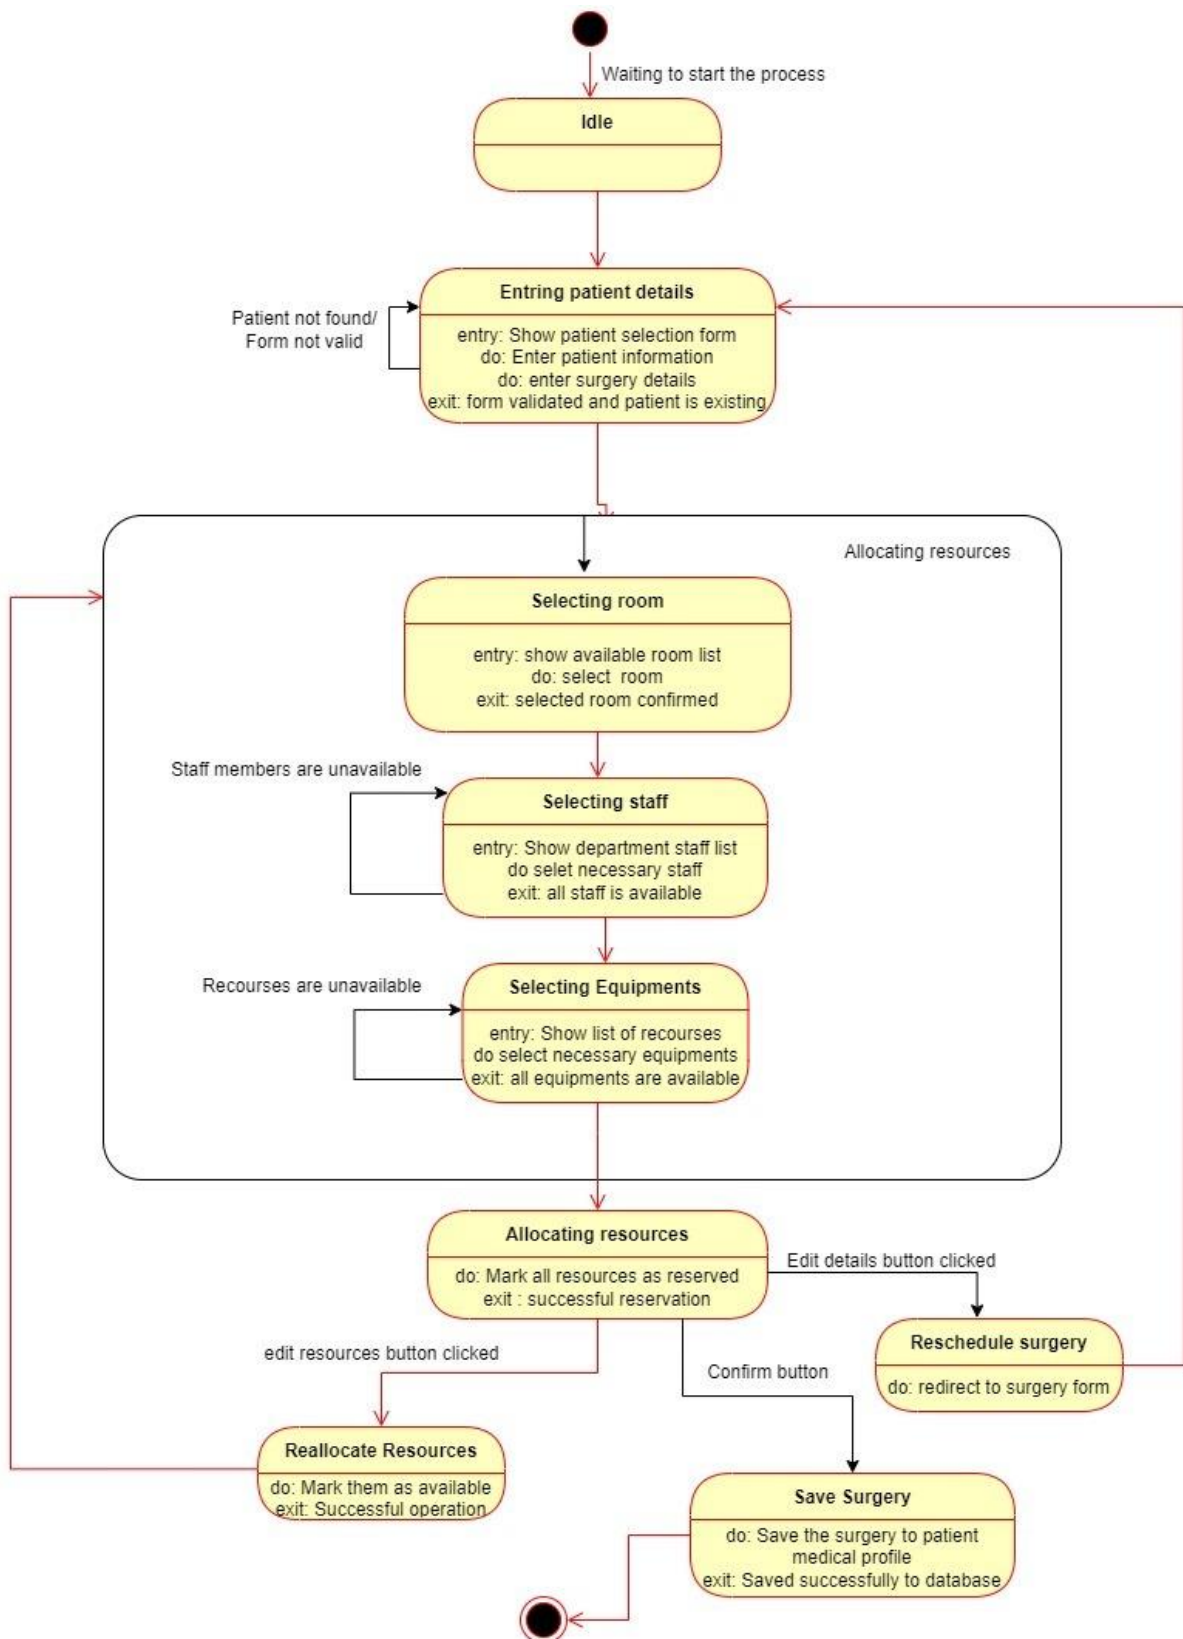 Waiting to start the process
Idle
Entring patient details
Patient not found/
Form not valid
entry: Show patient selection form
do: Enter patient information
do: enter surgery details
exit: form validated and patient is existing
Allocating resources
Selecting room
entry: show available room list
do: select room
exit: selected room confirmed
Staff members are unavailable
Selecting staff
entry: Show department staff list
do selet necessary staff
exit: all staff is available
Recourses are unavailable
Selecting Equipments
entry: Show list of recourses
do select necessary equipments
exit: all equipments are available
Allocating resources
do: Mark all resources as reserved
exit : successful reservation
Edit details button clicked
Reschedule surgery
do: redirect to surgery form
edit resources button clicked
Confirm button
Reallocate Resources
do: Mark them as available
exit: Successful operation
Save Surgery
do: Save the surgery to patient
medical profile
exit: Saved successfully to database